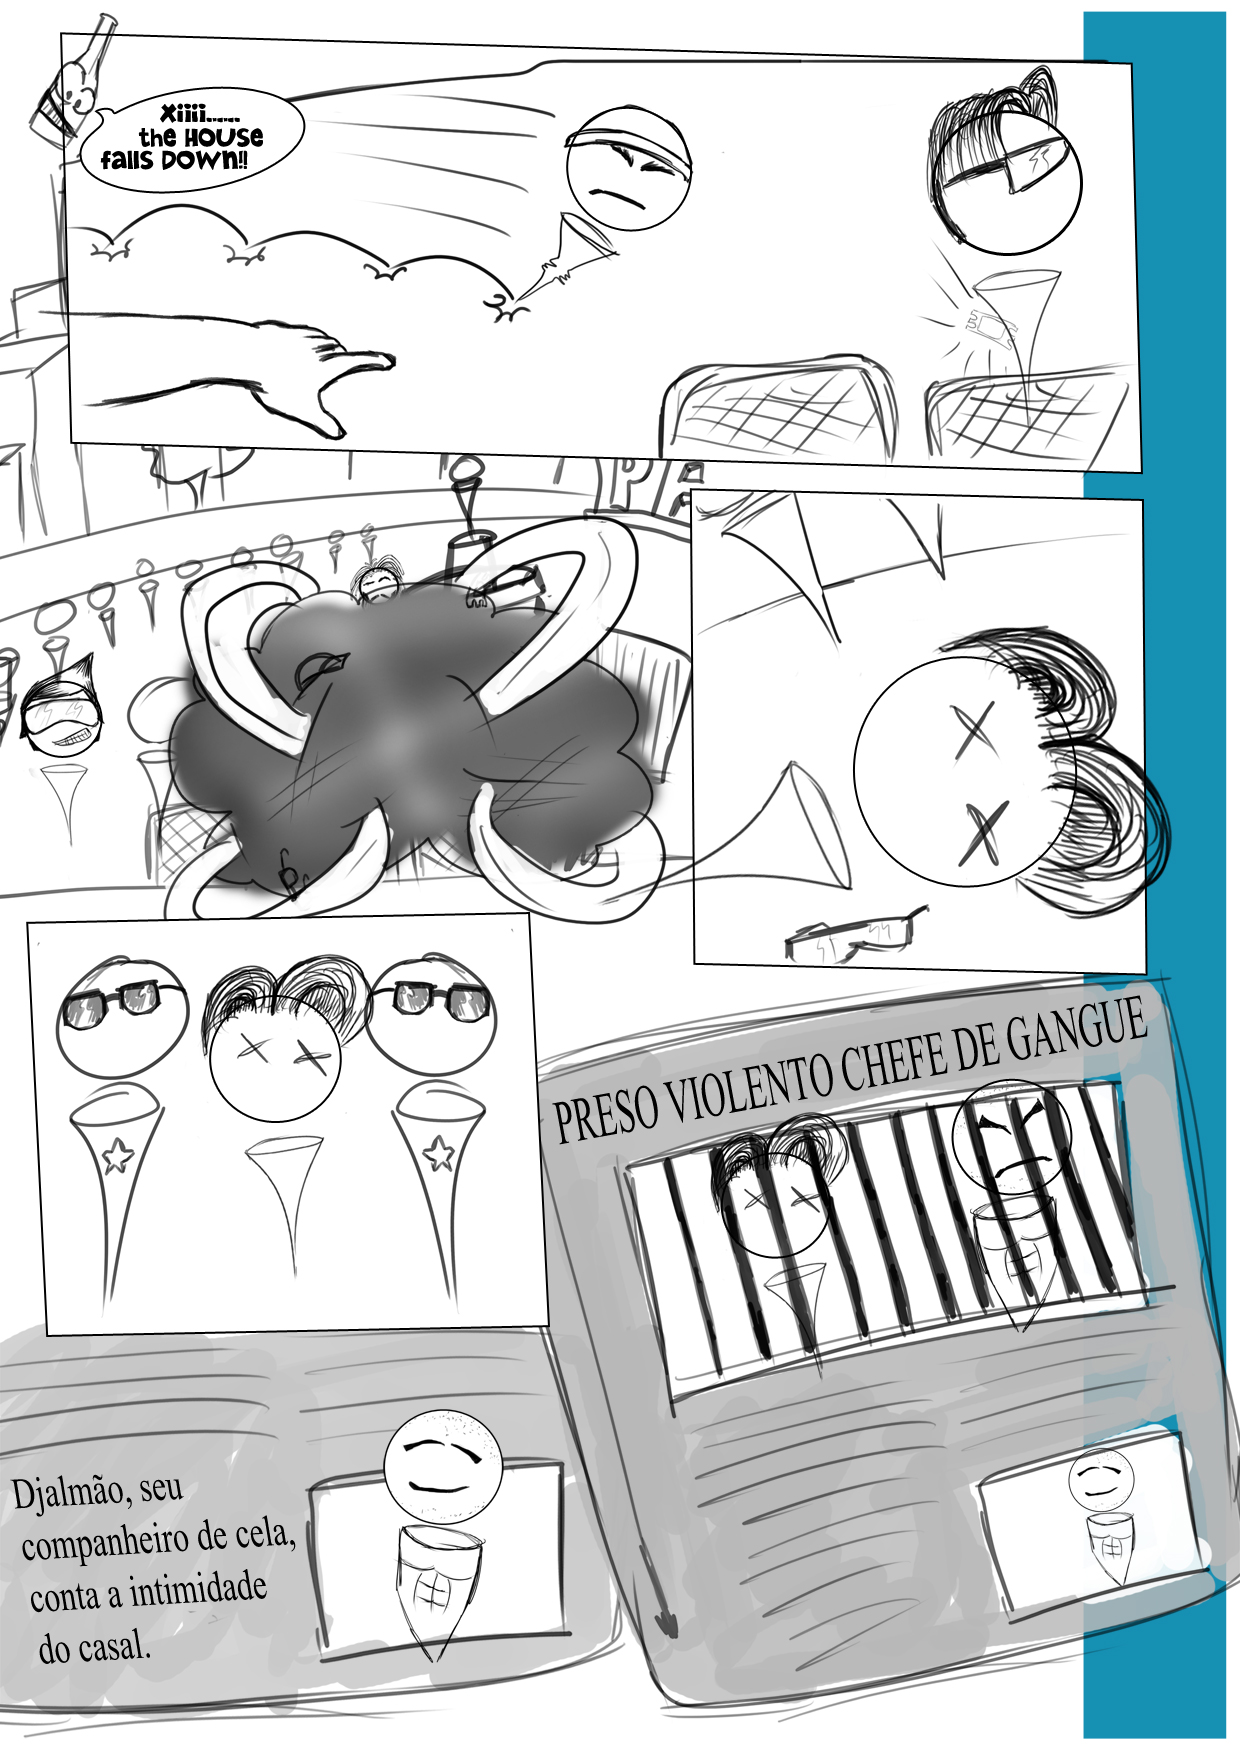 Xiiii......
the HOUSE
falls DOWN!!
PA
PRESO VIOLENTO CHEFE DE GANGUE
Djalmão, seu
companheiro de cela,
conta a intimidade
do casal.